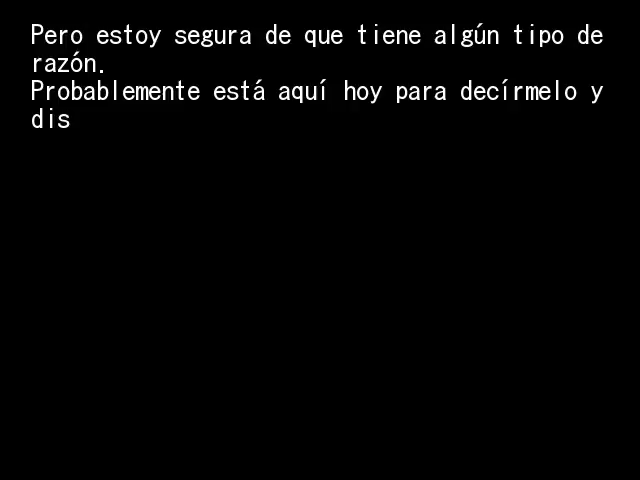 Pero estoy segura de que tiene algún tipo de
razón.
Probablemente está aquí hoy para decírmelo y
dis